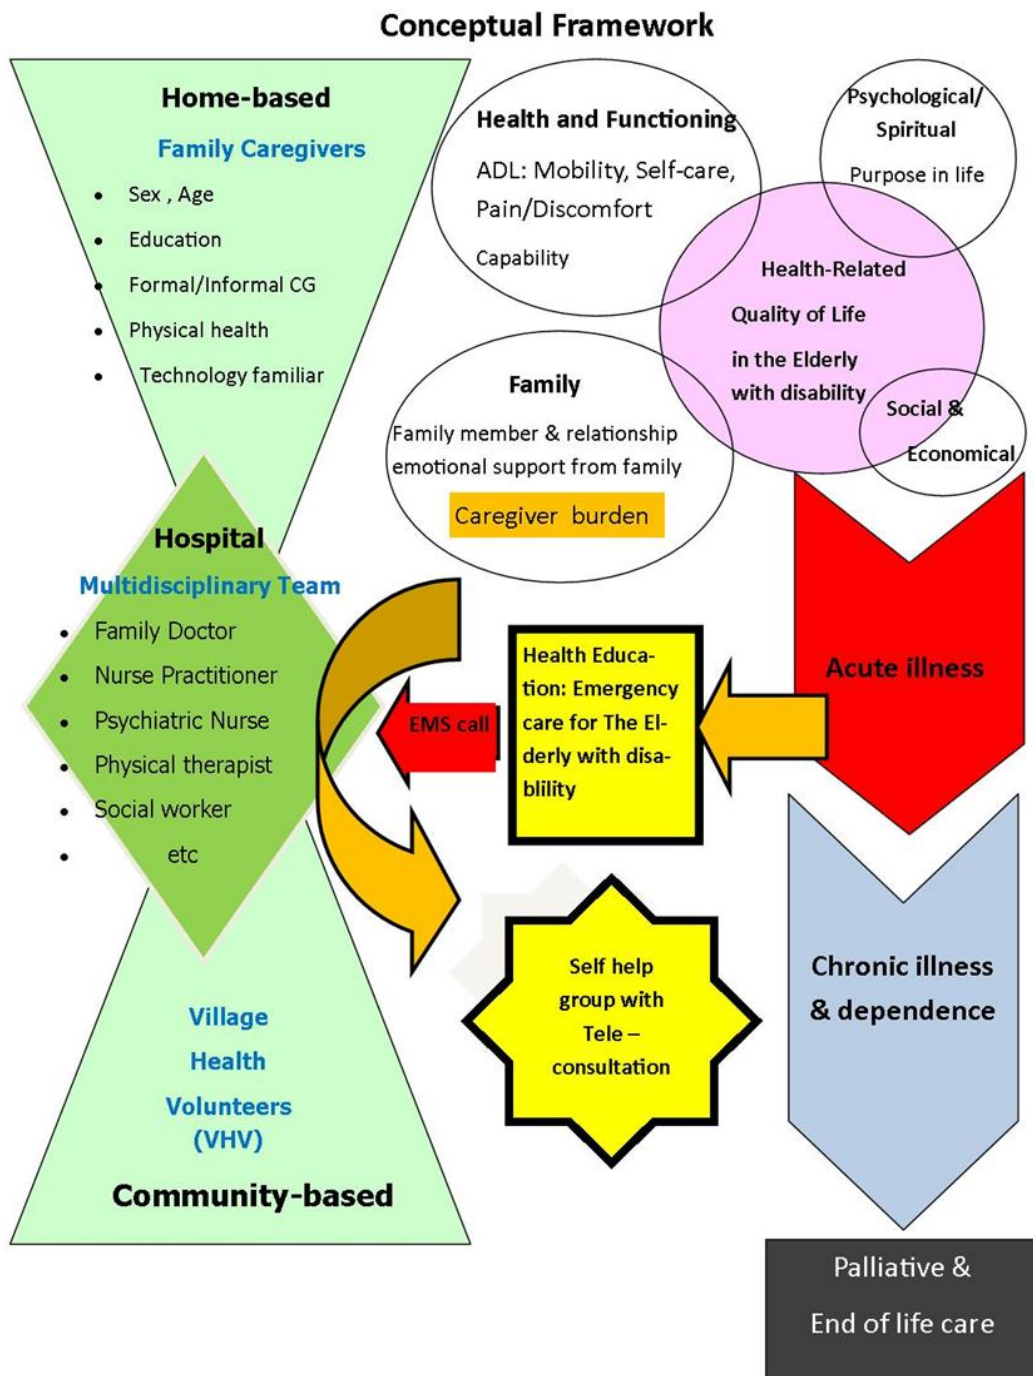 Conceptual Framework
Home-based
Family Caregivers
• Sex , Age
• Education
• Formal/Informal CG
• Physical health
• Technology familiar
Health and Functioning
ADL: Mobility, Self-care,
Pain/Discomfort
Capability
Psychological/
Spiritual
Purpose in life
Health-Related
Quality of Life
in the Elderly
with disability
Social &
Economical
Family
Family member & relationship
emotional support from family
Caregiver burden
Hospital
Multidisciplinary Team
• Family Doctor
• Nurse Practitioner
• Psychiatric Nurse
• Physical therapist
• Social worker
• etc
EMS call
Health Educa-
tion: Emergency
care for The El-
derly with disa-
blility
Acute illness
Self help
group with
Tele –
consultation
Chronic illness
& dependence
Village
Health
Volunteers
(VHV)
Community-based
Palliative &
End of life care